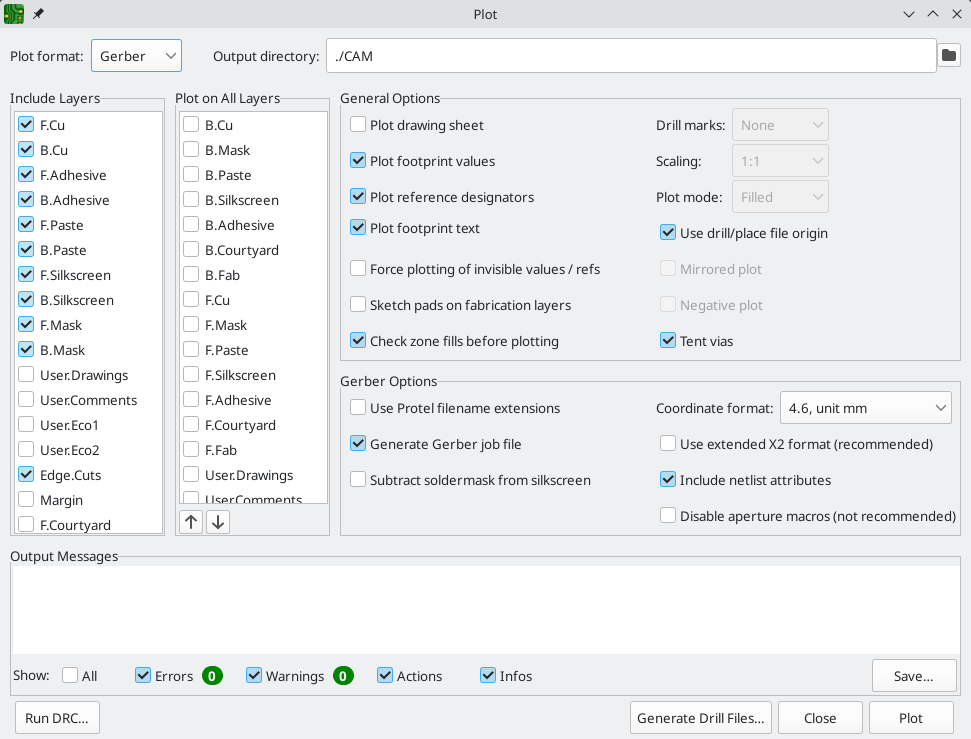 Plot
Plot format: Gerber Output directory: ./CAM
Include Layers
F.Cu
B.Cu
F.Adhesive
B.Adhesive
F.Paste
B.Paste
F.Silkscreen
B.Silkscreen
F.Mask
B.Mask
User.Drawings
User.Comments
User.Eco1
User.Eco2
Edge.Cuts
Margin
F.Courtyard
Plot on All Layers
B.Cu
B.Mask
B.Paste
B.Silkscreen
B.Adhesive
B.Courtyard
B.Fab
F.Cu
F.Mask
F.Paste
F.Silkscreen
F.Adhesive
F.Courtyard
F.Fab
User.Drawings
User.Comments
General Options
Plot drawing sheet
Plot footprint values
Plot reference designators
Plot footprint text
Force plotting of invisible values / refs
Sketch pads on fabrication layers
Check zone fills before plotting
Drill marks: None
Scaling: 1:1
Plot mode: Filled
Use drill/place file origin
Mirrored plot
Negative plot
Tent vias
Gerber Options
Use Protel filename extensions
Generate Gerber job file
Subtract soldermask from silkscreen
Coordinate format: 4.6, unit mm
Use extended X2 format (recommended)
Include netlist attributes
Disable aperture macros (not recommended)
Output Messages
Show: All Errors 0 Warnings 0 Actions Infos Save...
Run DRC... Generate Drill Files... Close Plot